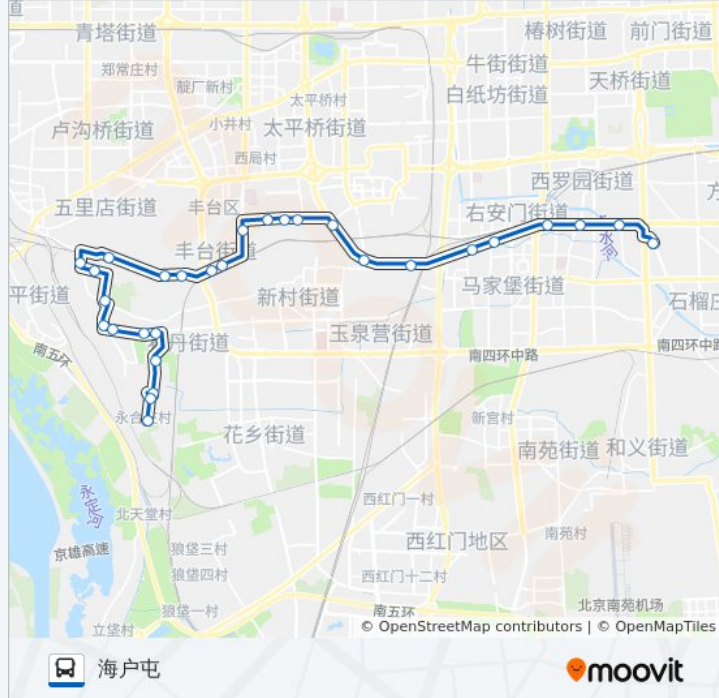 道
青塔街道
椿树街道
前门街道
郑常庄村
靛厂新村
牛街街道
天桥街道
太平桥村
白纸坊街道
卢沟桥街道
小井村
太平桥街道
西局村
西罗园街道
五里店街道
丰台区
右安门街道
方
丰台街道
永河
平街道
新村街道
马家堡街道
石榴庄
丹街道
玉泉营街道
南五环
南四环中路
南四环中路
永合庄村
花乡街道
新宫村
南苑街道
和义街道
永定河
北天堂村
西红门一村
京雄高速
狼垡三村
西红门地区
南苑村
狼垡四村
西红门十二村
狼垡一村
北京南苑机场
立垡村
南五环
© OpenStreetMap contributors | © OpenMapTiles
海户屯
moovit